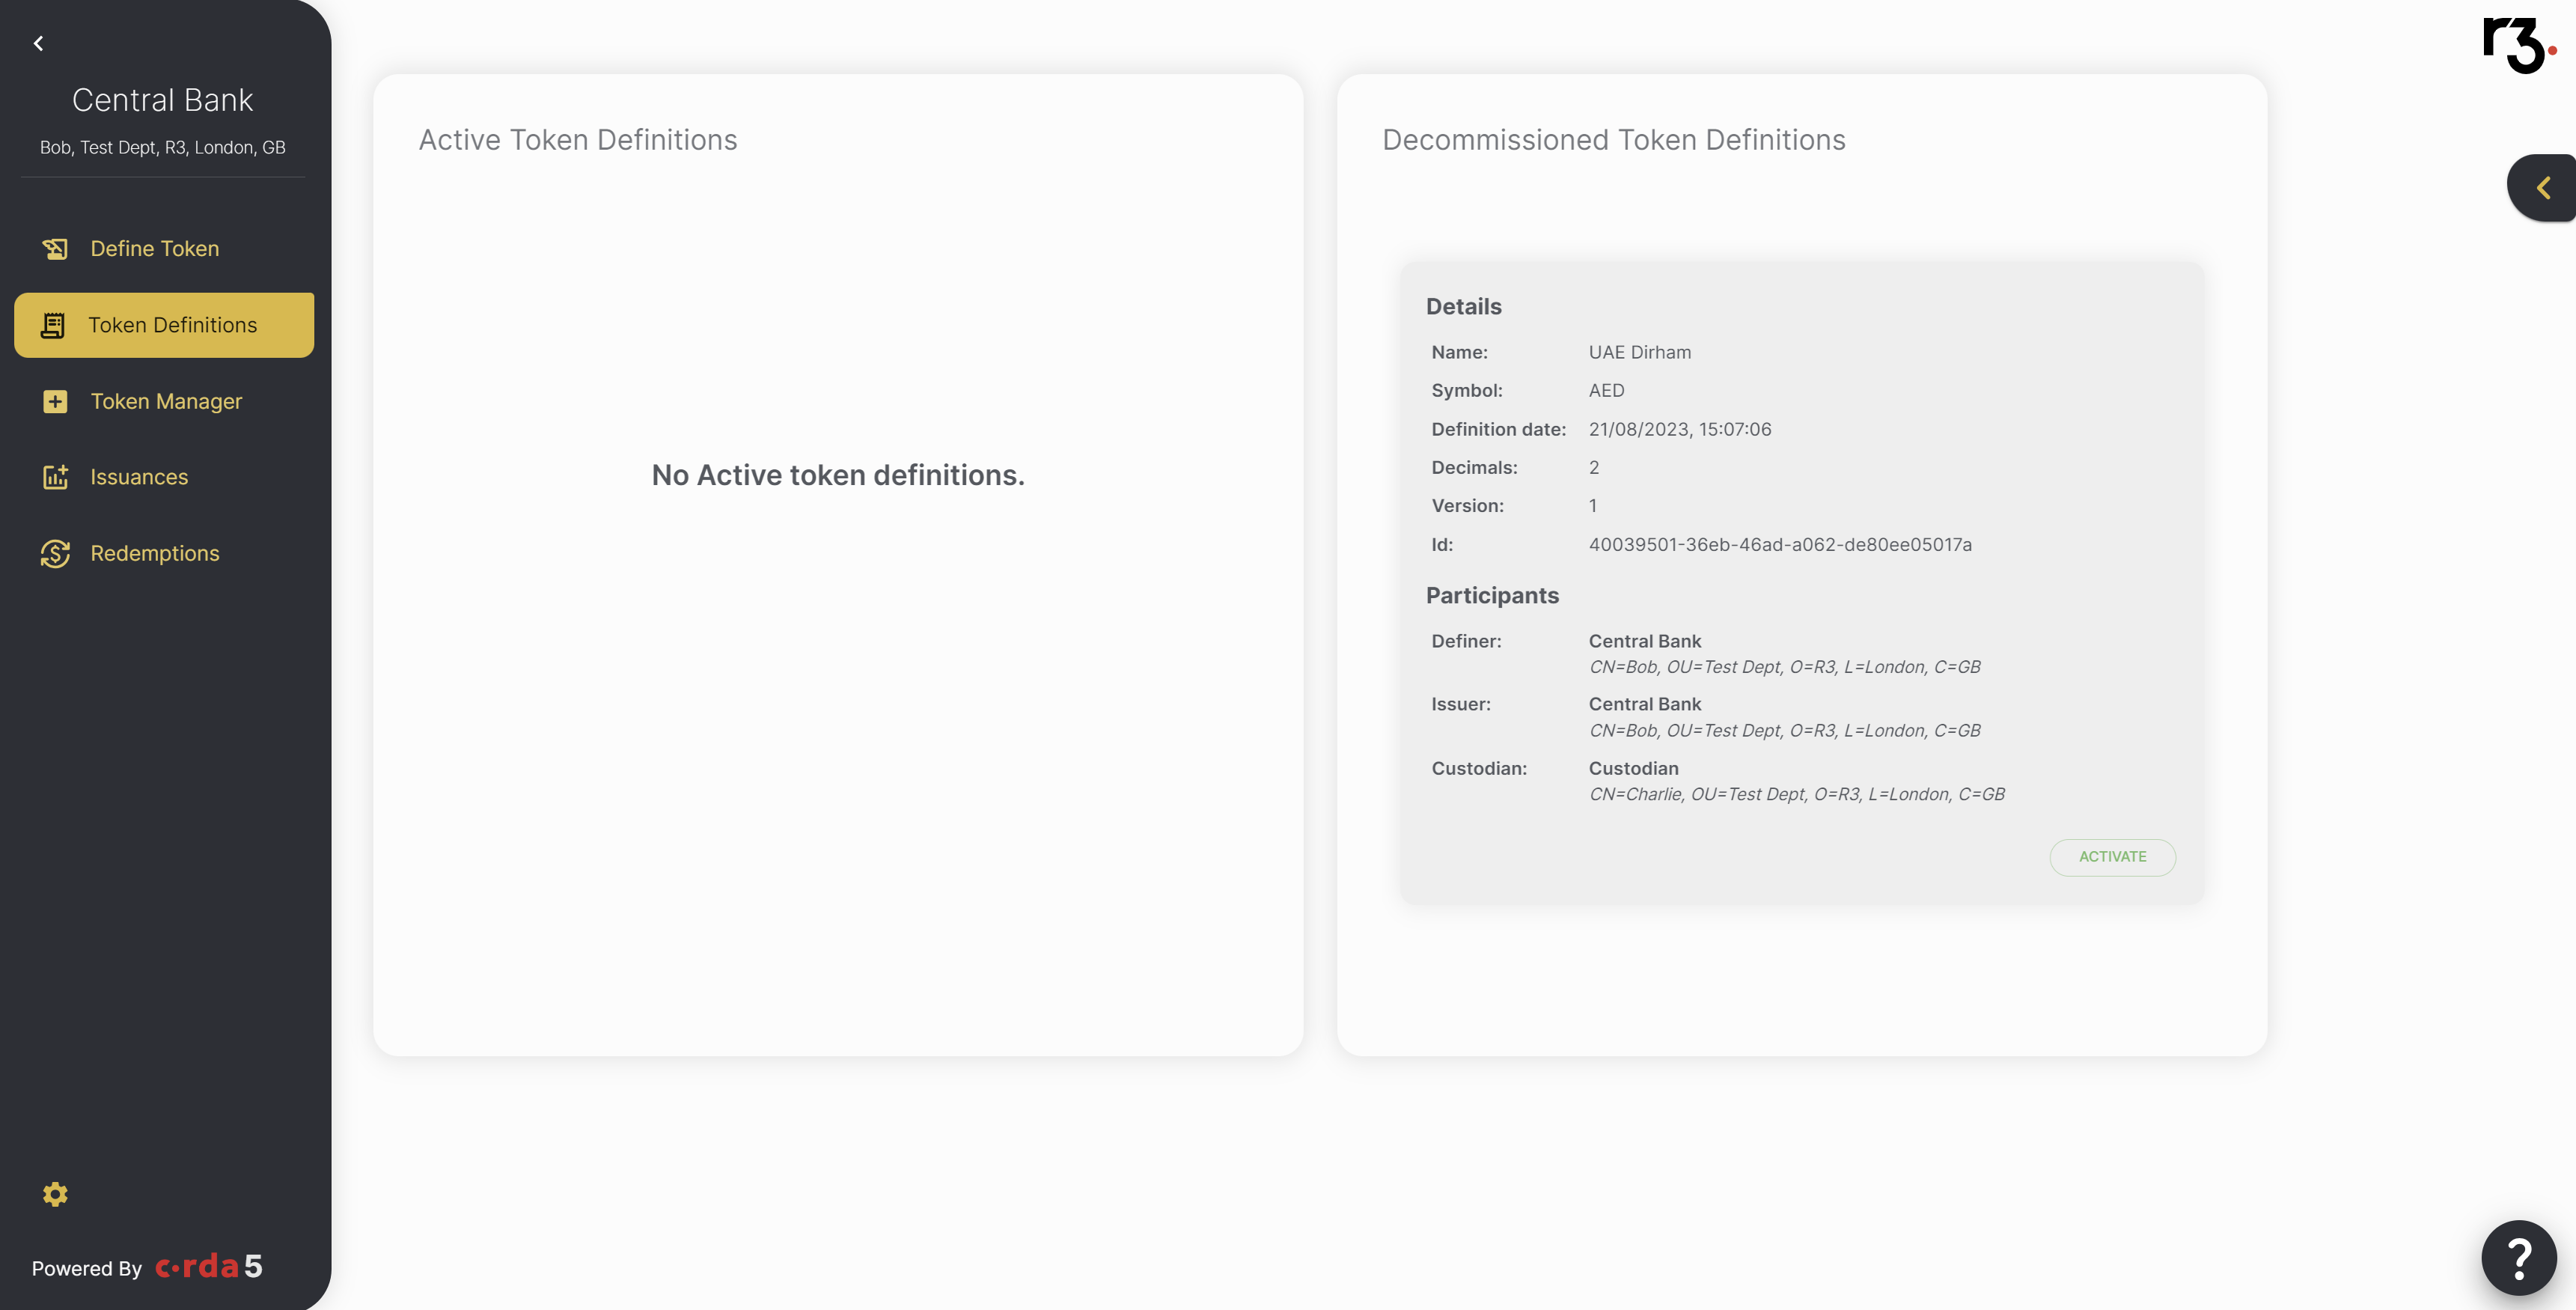 Central Bank
Bob, Test Dept, R3, London, GB
Define Token
Token Definitions
Token Manager
Issuances
Redemptions
Powered By c·rda 5
Active Token Definitions
No Active token definitions.
Decommissioned Token Definitions
Details
Name: UAE Dirham
Symbol: AED
Definition date: 21/08/2023, 15:07:06
Decimals: 2
Version: 1
Id: 40039501-36eb-46ad-a062-de80ee05017a
Participants
Definer: Central Bank
CN=Bob, OU=Test Dept, O=R3, L=London, C=GB
Issuer: Central Bank
CN=Bob, OU=Test Dept, O=R3, L=London, C=GB
Custodian: Custodian
CN=Charlie, OU=Test Dept, O=R3, L=London, C=GB
ACTIVATE
r3.
?